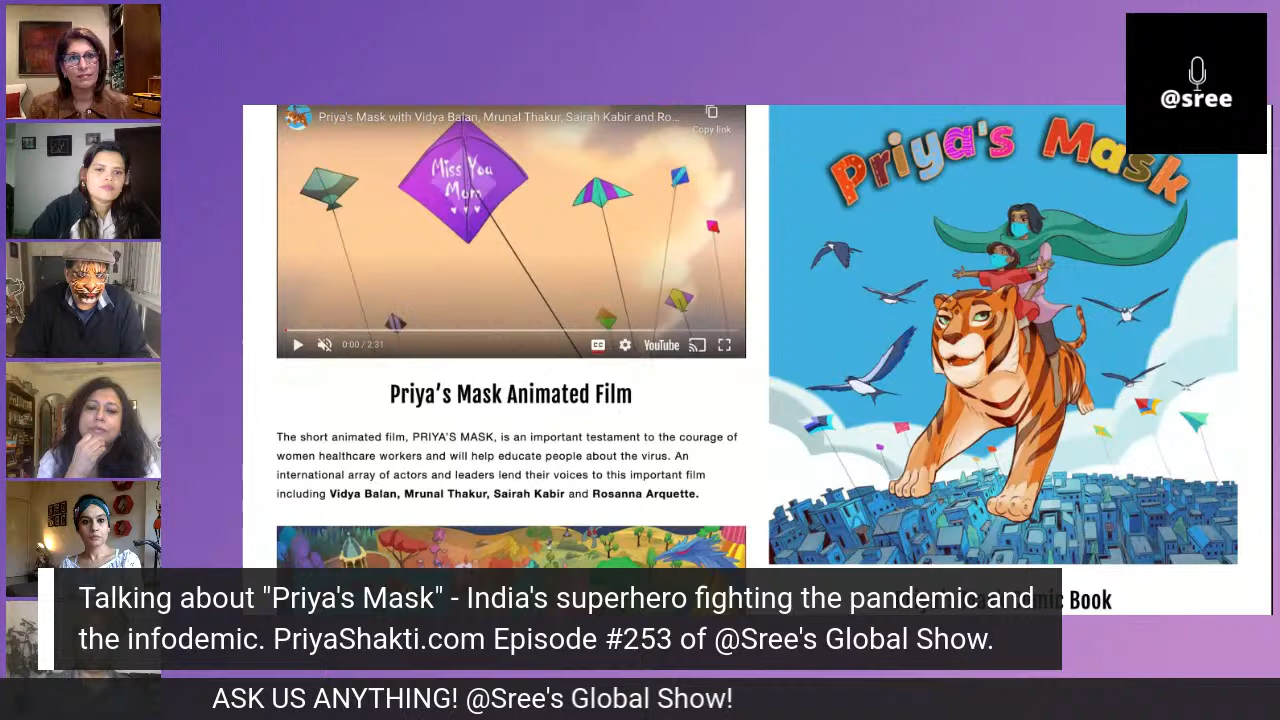 @sree
Priya's Mask with Vidya Balan, Mrunal Thakur, Sairah Kabir and Ro...
Copy link
Miss You
Mom
0:00 / 2:31
CC
YouTube
Priya's Mask Animated Film
The short animated film, PRIYA'S MASK, is an important testament to the courage of
women healthcare workers and will help educate people about the virus. An
international array of actors and leaders lend their voices to this important film
including Vidya Balan, Mrunal Thakur, Sairah Kabir and Rosanna Arquette.
Priya's Mask
Book
Talking about "Priya's Mask" - India's superhero fighting the pandemic and
the infodemic. PriyaShakti.com Episode #253 of @Sree's Global Show.
ASK US ANYTHING! @Sree's Global Show!